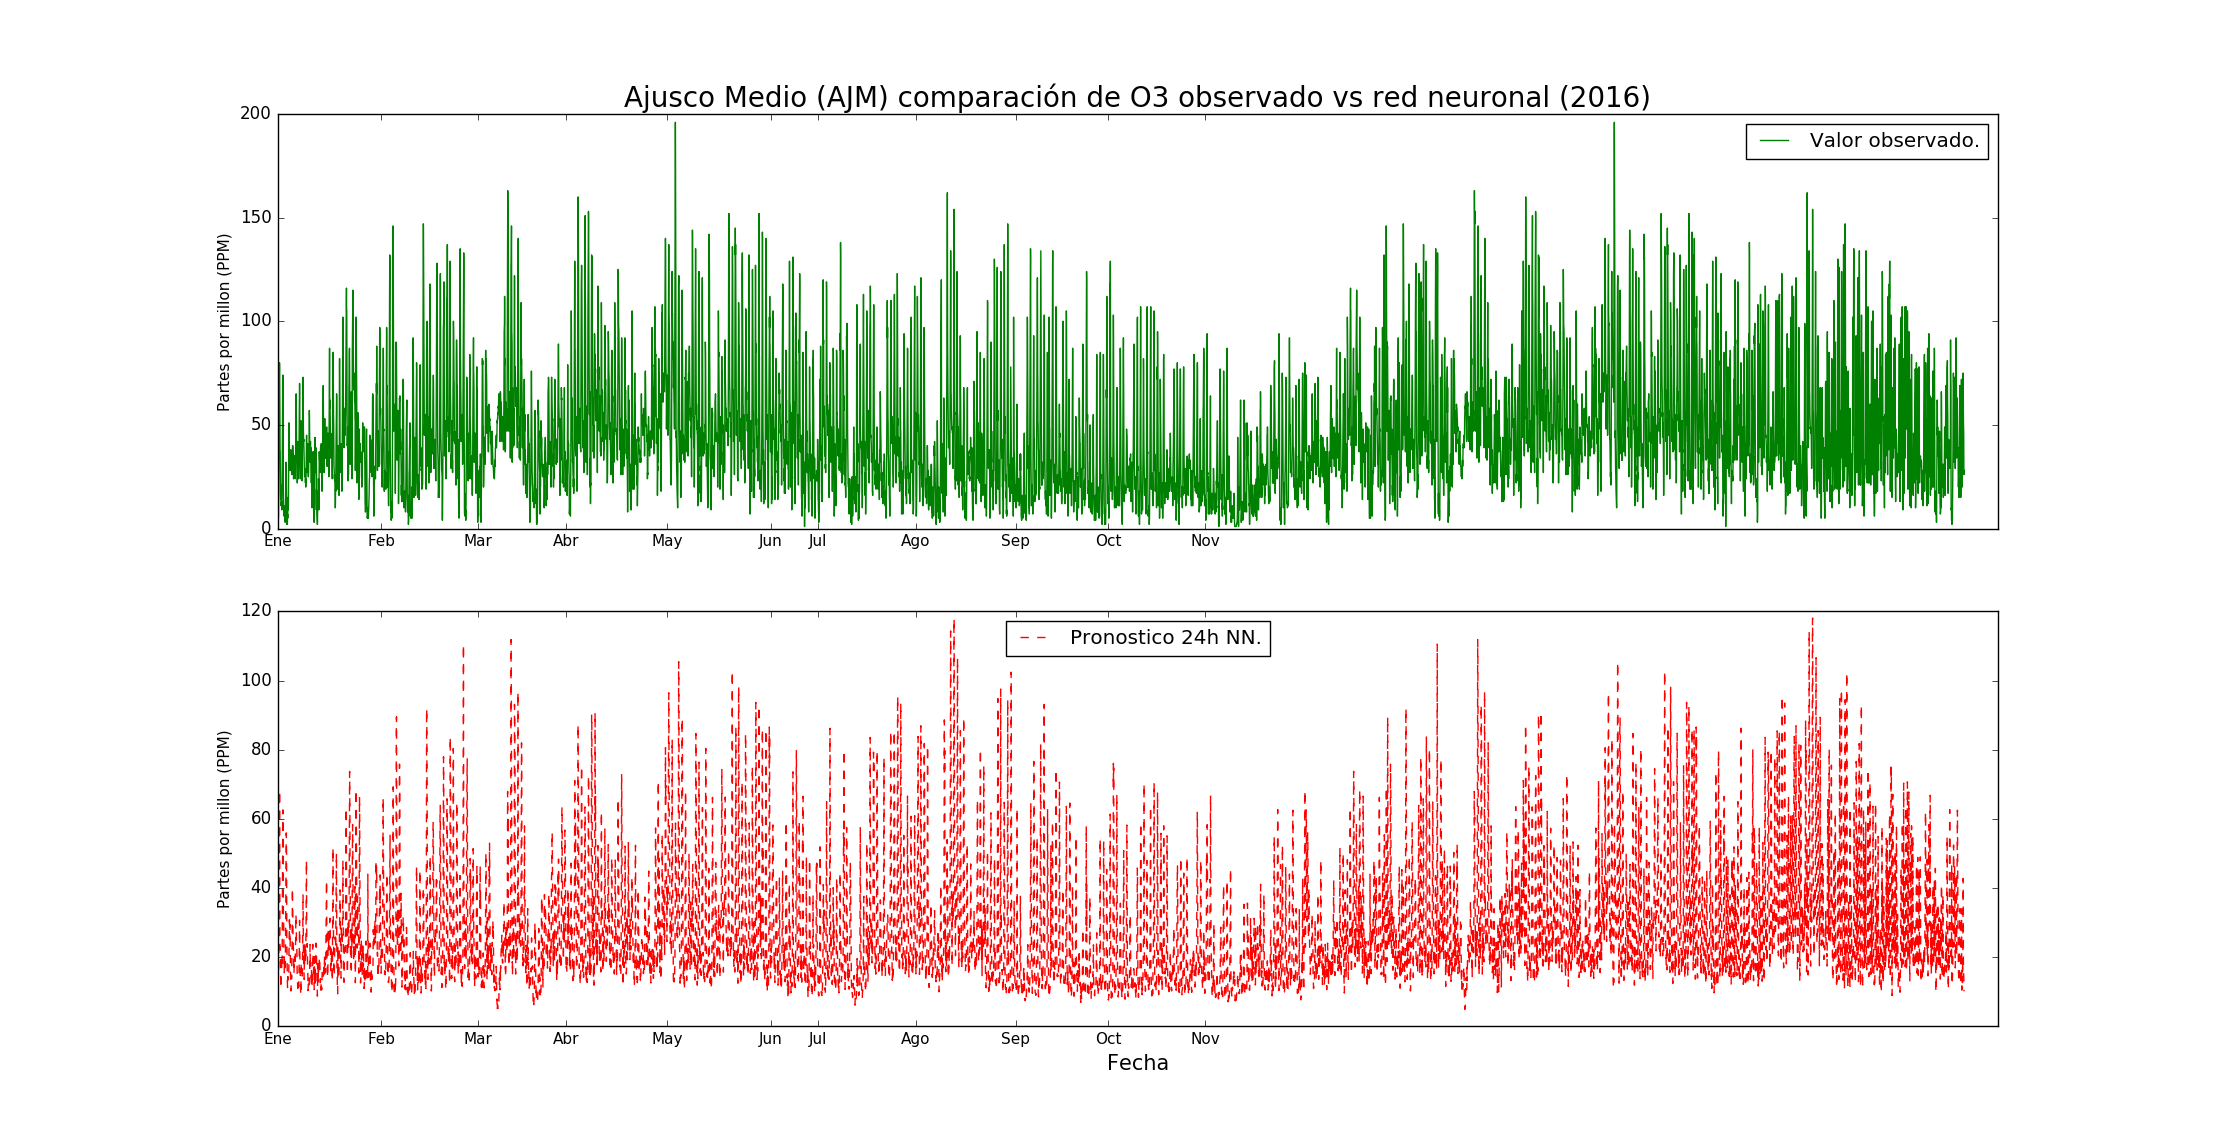 Ajusco Medio (AJM) comparación de O3 observado vs red neuronal (2016)
200
150
100
50
0
Partes por millon (PPM)
Valor observado.
Ene Feb Mar Abr May Jun Jul Ago Sep Oct Nov
120
100
80
60
40
20
0
Partes por millon (PPM)
Pronostico 24h NN.
Ene Feb Mar Abr May Jun Jul Ago Sep Oct Nov
Fecha